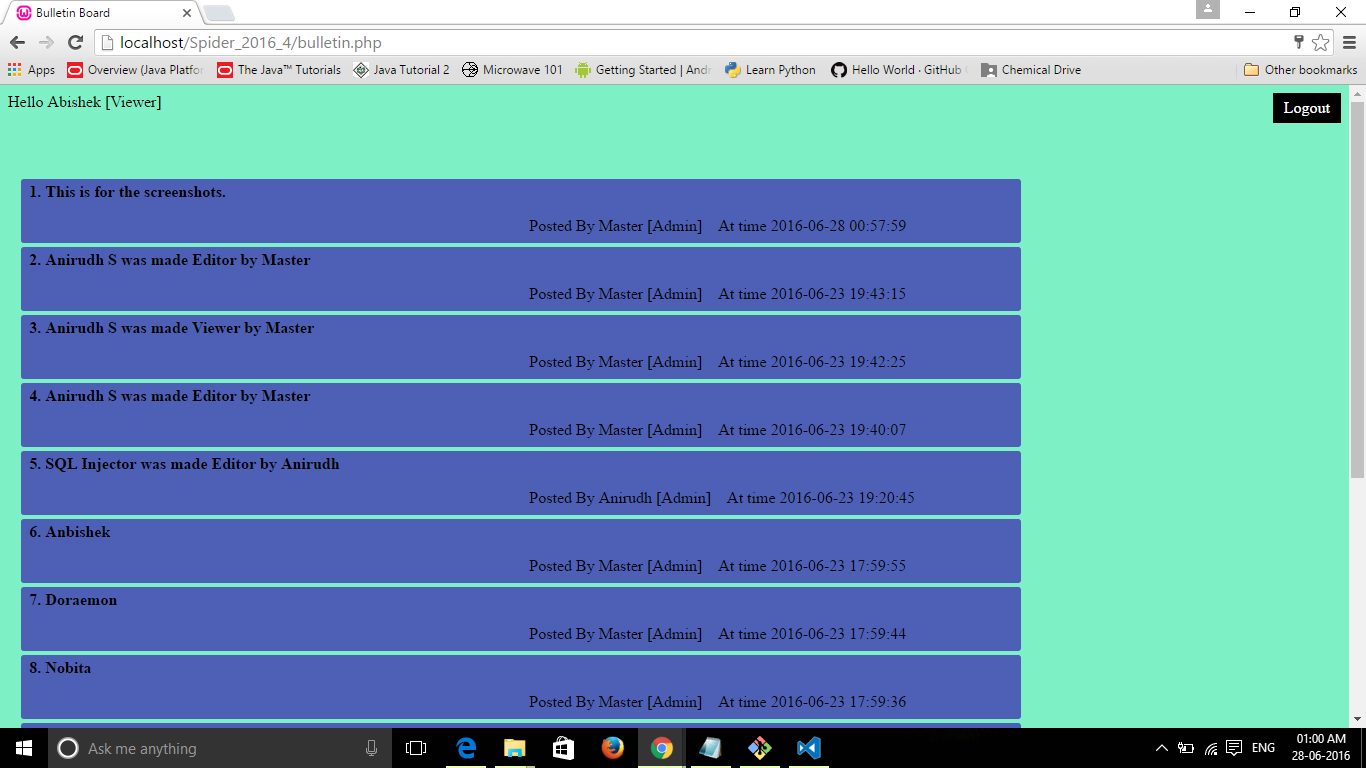 Bulletin Board
localhost/Spider_2016_4/bulletin.php
Apps Overview (Java Platfor The Java™ Tutorials Java Tutorial 2 Microwave 101 Getting Started | Andr Learn Python Hello World · GitHub Chemical Drive Other bookmarks
Hello Abishek [Viewer]
Logout
1. This is for the screenshots.
Posted By Master [Admin] At time 2016-06-28 00:57:59
2. Anirudh S was made Editor by Master
Posted By Master [Admin] At time 2016-06-23 19:43:15
3. Anirudh S was made Viewer by Master
Posted By Master [Admin] At time 2016-06-23 19:42:25
4. Anirudh S was made Editor by Master
Posted By Master [Admin] At time 2016-06-23 19:40:07
5. SQL Injector was made Editor by Anirudh
Posted By Anirudh [Admin] At time 2016-06-23 19:20:45
6. Anbishek
Posted By Master [Admin] At time 2016-06-23 17:59:55
7. Doraemon
Posted By Master [Admin] At time 2016-06-23 17:59:44
8. Nobita
Posted By Master [Admin] At time 2016-06-23 17:59:36
Ask me anything
ENG
01:00 AM
28-06-2016